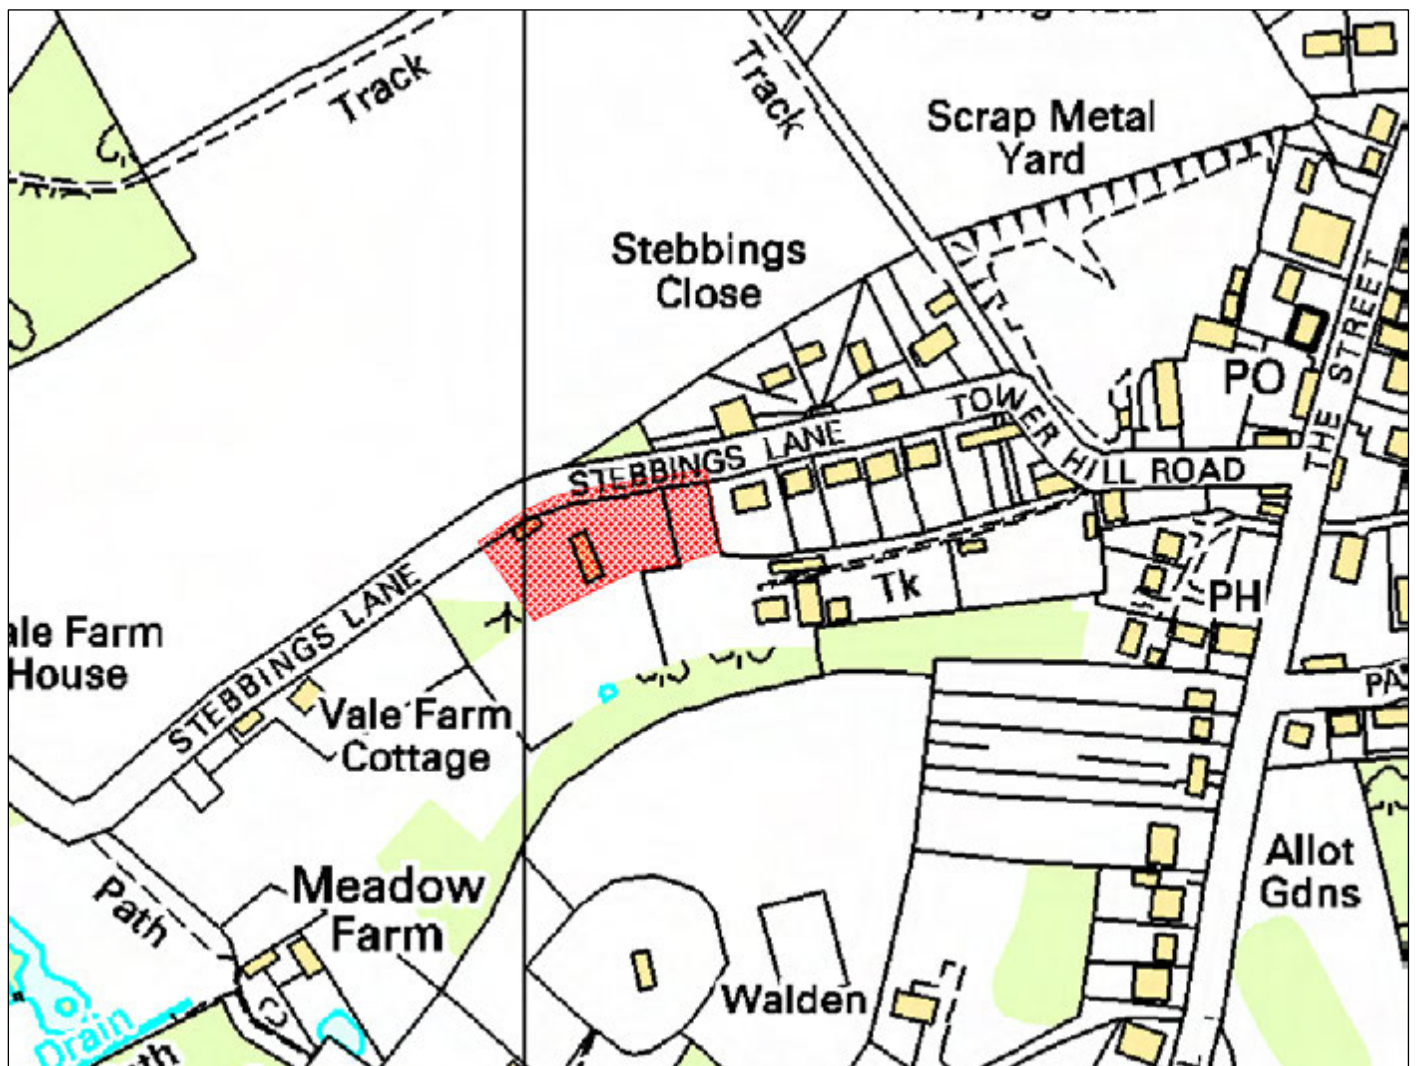 Track
Track
Scrap Metal
Yard
Stebbings
Close
THE STREET
PO
TOWER HILL ROAD
STEBBINGS LANE
Tk
PH
STEBBINGS LANE
ale Farm
House
Vale Farm
Cottage
PA
Meadow
Farm
Allot
Gdns
Path
Walden
Drain